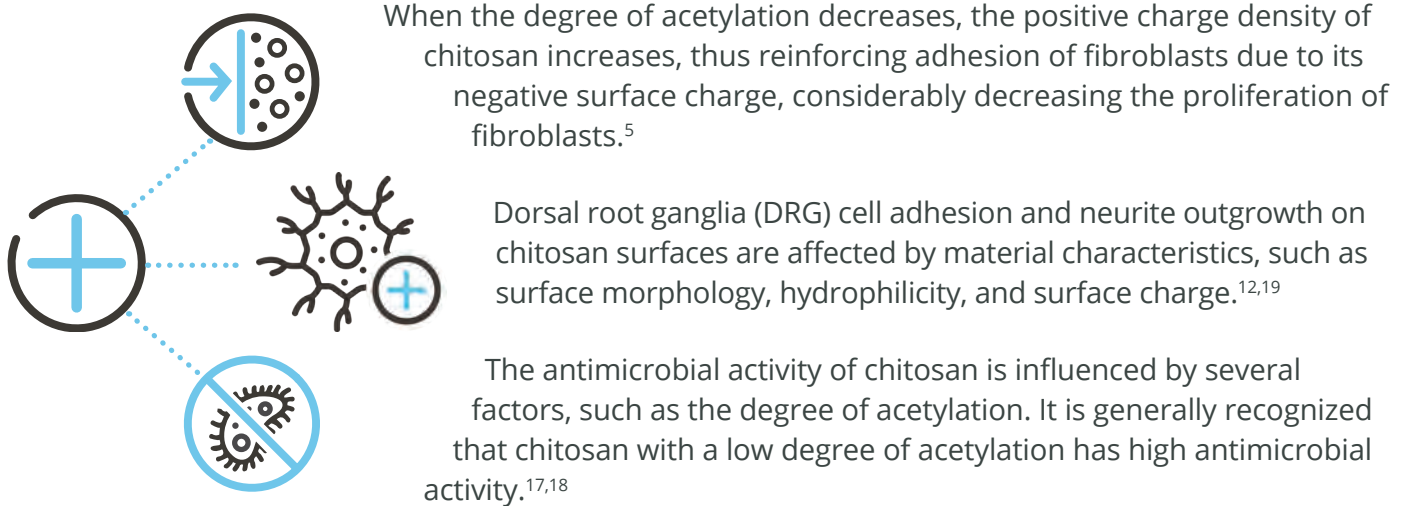 When the degree of acetylation decreases, the positive charge density of
chitosan increases, thus reinforcing adhesion of fibroblasts due to its
negative surface charge, considerably decreasing the proliferation of
fibroblasts.⁵
Dorsal root ganglia (DRG) cell adhesion and neurite outgrowth on
chitosan surfaces are affected by material characteristics, such as
surface morphology, hydrophilicity, and surface charge.¹²,¹⁹
The antimicrobial activity of chitosan is influenced by several
factors, such as the degree of acetylation. It is generally recognized
that chitosan with a low degree of acetylation has high antimicrobial
activity.¹⁷,¹⁸